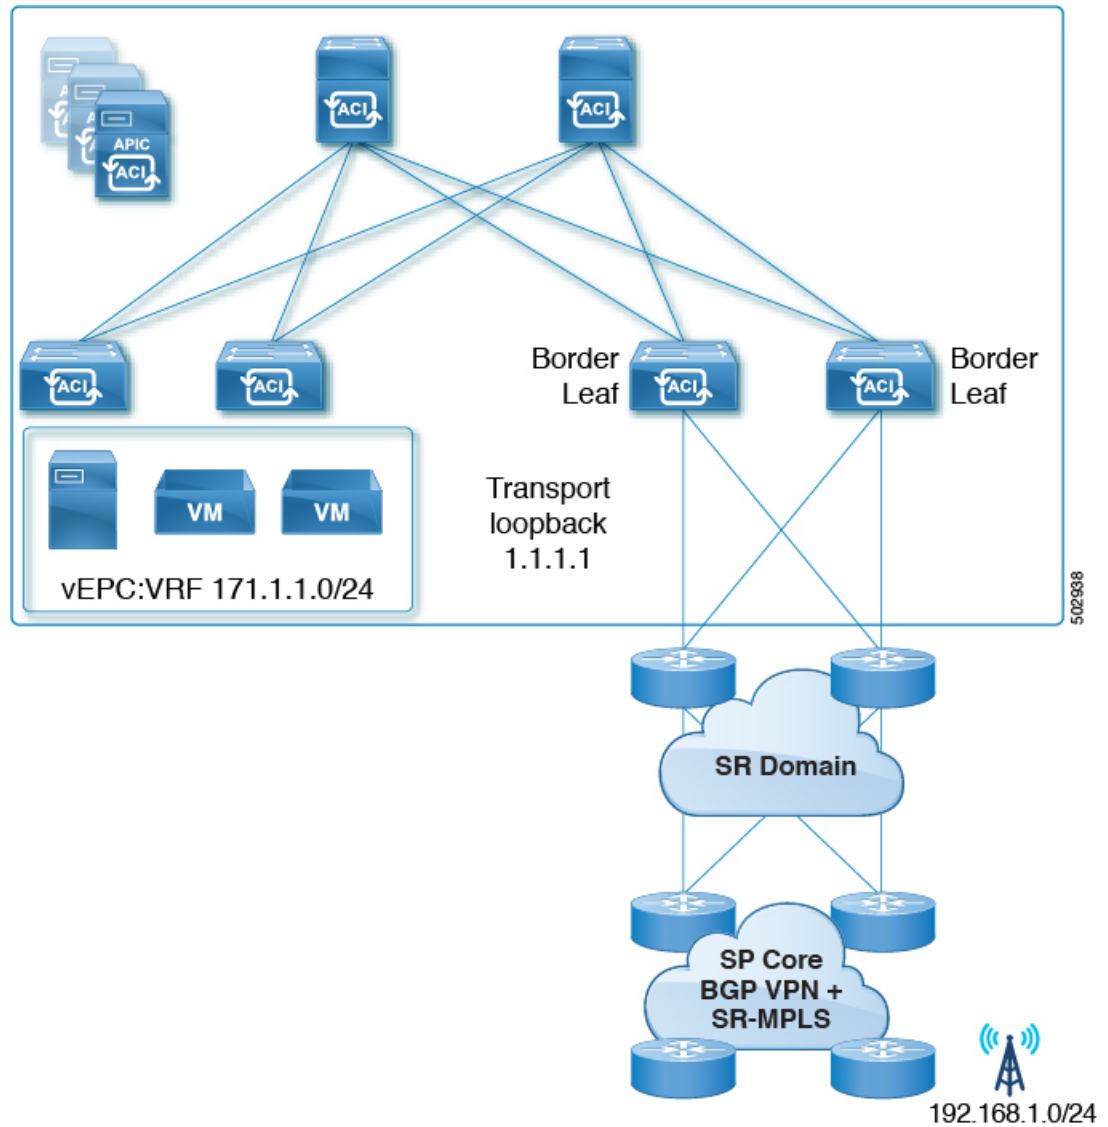 ACI
ACI
APIC
ACI
ACI
ACI
Border
Leaf
ACI
ACI
Border
Leaf
VM
VM
vEPC:VRF 171.1.1.0/24
Transport
loopback
1.1.1.1
502938
SR Domain
SP Core
BGP VPN +
SR-MPLS
192.168.1.0/24